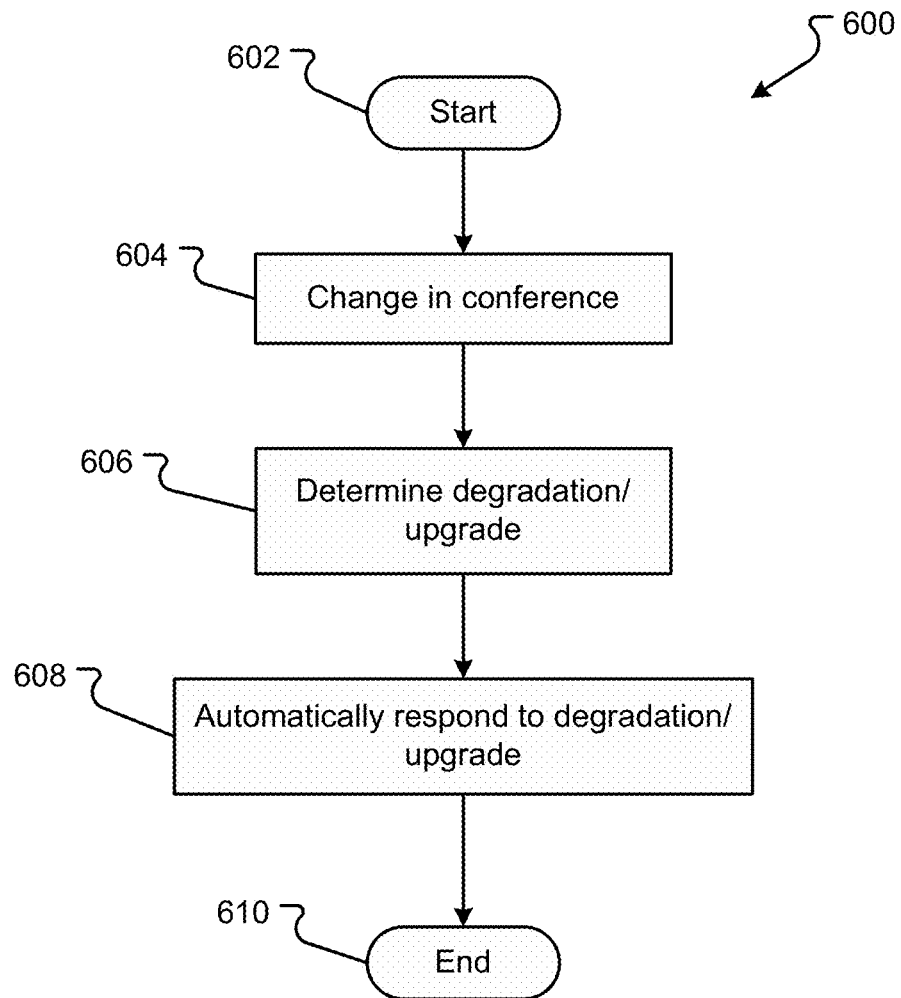 600
602
Start
604
Change in conference
606
Determine degradation/
upgrade
608
Automatically respond to degradation/
upgrade
610
End